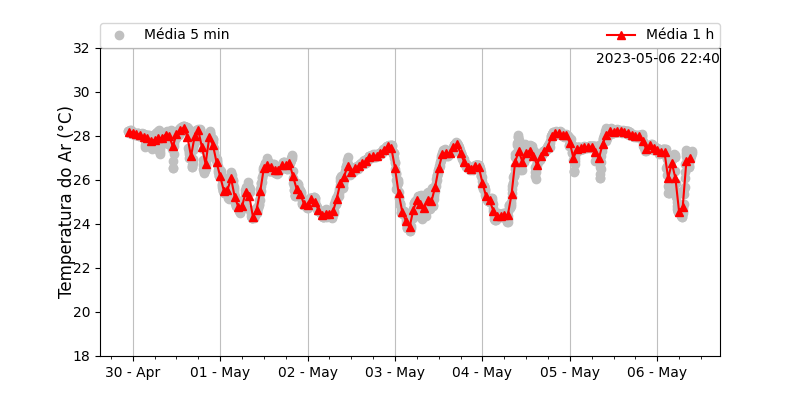 Média 5 min
Média 1 h
2023-05-06 22:40
Temperatura do Ar (°C)
32
30
28
26
24
22
20
18
30 - Apr
01 - May
02 - May
03 - May
04 - May
05 - May
06 - May